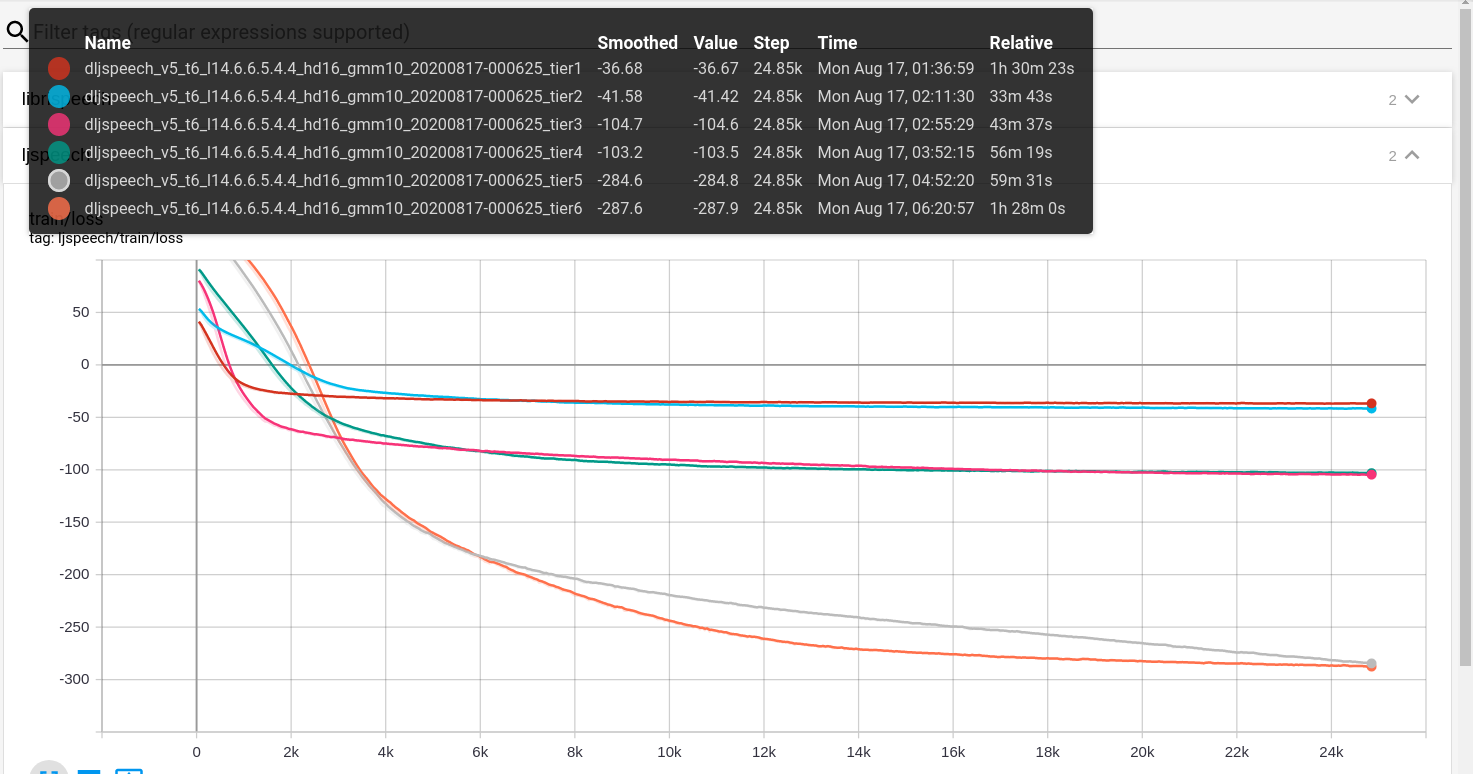 Filter tags (regular expressions supported)
Name Smoothed Value Step Time Relative
dljspeech_v5_t6_l14.6.6.5.4.4_hd16_gmm10_20200817-000625_tier1 -36.68 -36.67 24.85k Mon Aug 17, 01:36:59 1h 30m 23s
dljspeech_v5_t6_l14.6.6.5.4.4_hd16_gmm10_20200817-000625_tier2 -41.58 -41.42 24.85k Mon Aug 17, 02:11:30 33m 43s
2
dljspeech_v5_t6_l14.6.6.5.4.4_hd16_gmm10_20200817-000625_tier3 -104.7 -104.6 24.85k Mon Aug 17, 02:55:29 43m 37s
dljspeech_v5_t6_l14.6.6.5.4.4_hd16_gmm10_20200817-000625_tier4 -103.2 -103.5 24.85k Mon Aug 17, 03:52:15 56m 19s
ljspeech 2
dljspeech_v5_t6_l14.6.6.5.4.4_hd16_gmm10_20200817-000625_tier5 -284.6 -284.8 24.85k Mon Aug 17, 04:52:20 59m 31s
dljspeech_v5_t6_l14.6.6.5.4.4_hd16_gmm10_20200817-000625_tier6 -287.6 -287.9 24.85k Mon Aug 17, 06:20:57 1h 28m 0s
train/loss
tag: ljspeech/train/loss
50
0
-50
-100
-150
-200
-250
-300
0 2k 4k 6k 8k 10k 12k 14k 16k 18k 20k 22k 24k